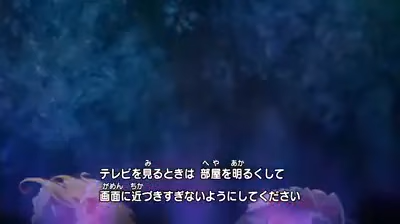 テレビを見るときは 部屋を明るくして
画面に近づきすぎないようにしてください